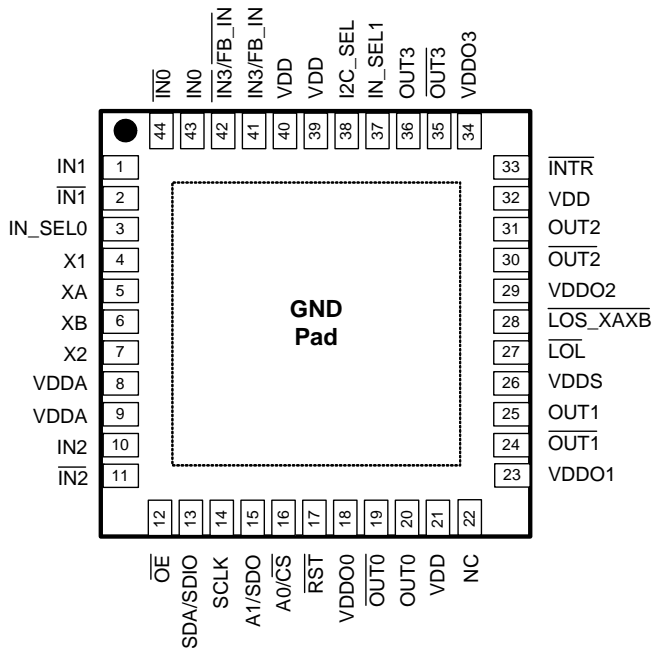 IN0
IN0
IN3/FB_IN
IN3/FB_IN
VDD
VDD
I2C_SEL
IN_SEL1
OUT3
OUT3
VDDO3
44
43
42
41
40
39
38
37
36
35
34
IN1 1
IN1 2
IN_SEL0 3
X1 4
XA 5
XB 6
X2 7
VDDA 8
VDDA 9
IN2 10
IN2 11
GND
Pad
33 INTR
32 VDD
31 OUT2
30 OUT2
29 VDDO2
28 LOS_XAXB
27 LOL
26 VDDS
25 OUT1
24 OUT1
23 VDDO1
12
13
14
15
16
17
18
19
20
21
22
OE
SDA/SDIO
SCLK
A1/SDO
A0/CS
RST
VDDO0
OUT0
OUT0
VDD
NC